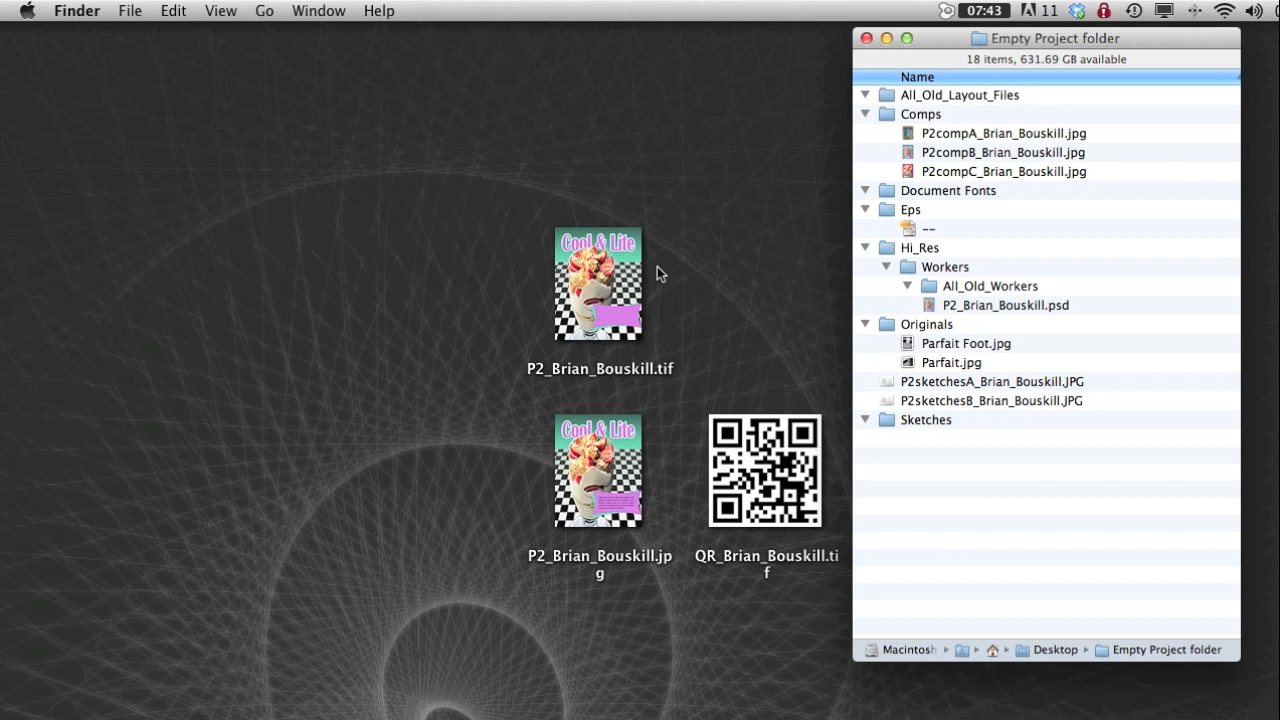 Finder File Edit View Go Window Help 07:43 11
Empty Project folder
18 items, 631.69 GB available
Name
All_Old_Layout_Files
Comps
P2compA_Brian_Bouskill.jpg
P2compB_Brian_Bouskill.jpg
P2compC_Brian_Bouskill.jpg
Document Fonts
Eps
--
Hi_Res
Workers
All_Old_Workers
P2_Brian_Bouskill.psd
Originals
Parfait Foot.jpg
Parfait.jpg
P2sketchesA_Brian_Bouskill.JPG
P2sketchesB_Brian_Bouskill.JPG
Sketches
Macintosh Desktop Empty Project folder
Cool & Lite
P2_Brian_Bouskill.tif
Cool & Lite
P2_Brian_Bouskill.jp
g
QR_Brian_Bouskill.ti
f